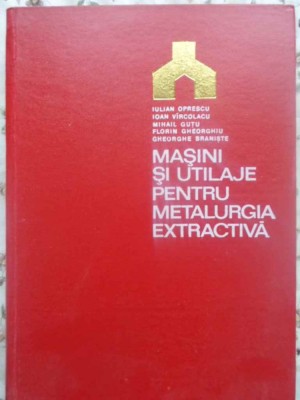 IULIAN OPRESCU
IOAN VÎRCOLACU
MIHAIL GUȚU
FLORIN GHEORGHIU
GHEORGHE BRANIȘTE
MAȘINI
ȘI UTILAJE
PENTRU
METALURGIA
EXTRACTIVĂ